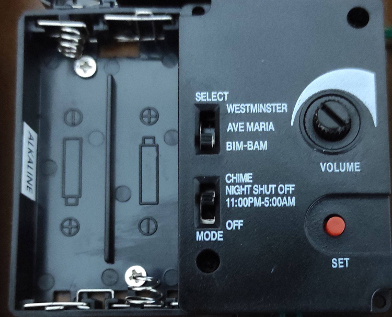 ALKALINE
SELECT
WESTMINSTER
AVE MARIA
BIM-BAM
VOLUME
CHIME
NIGHT SHUT OFF
11:00PM-5:00AM
OFF
MODE
SET